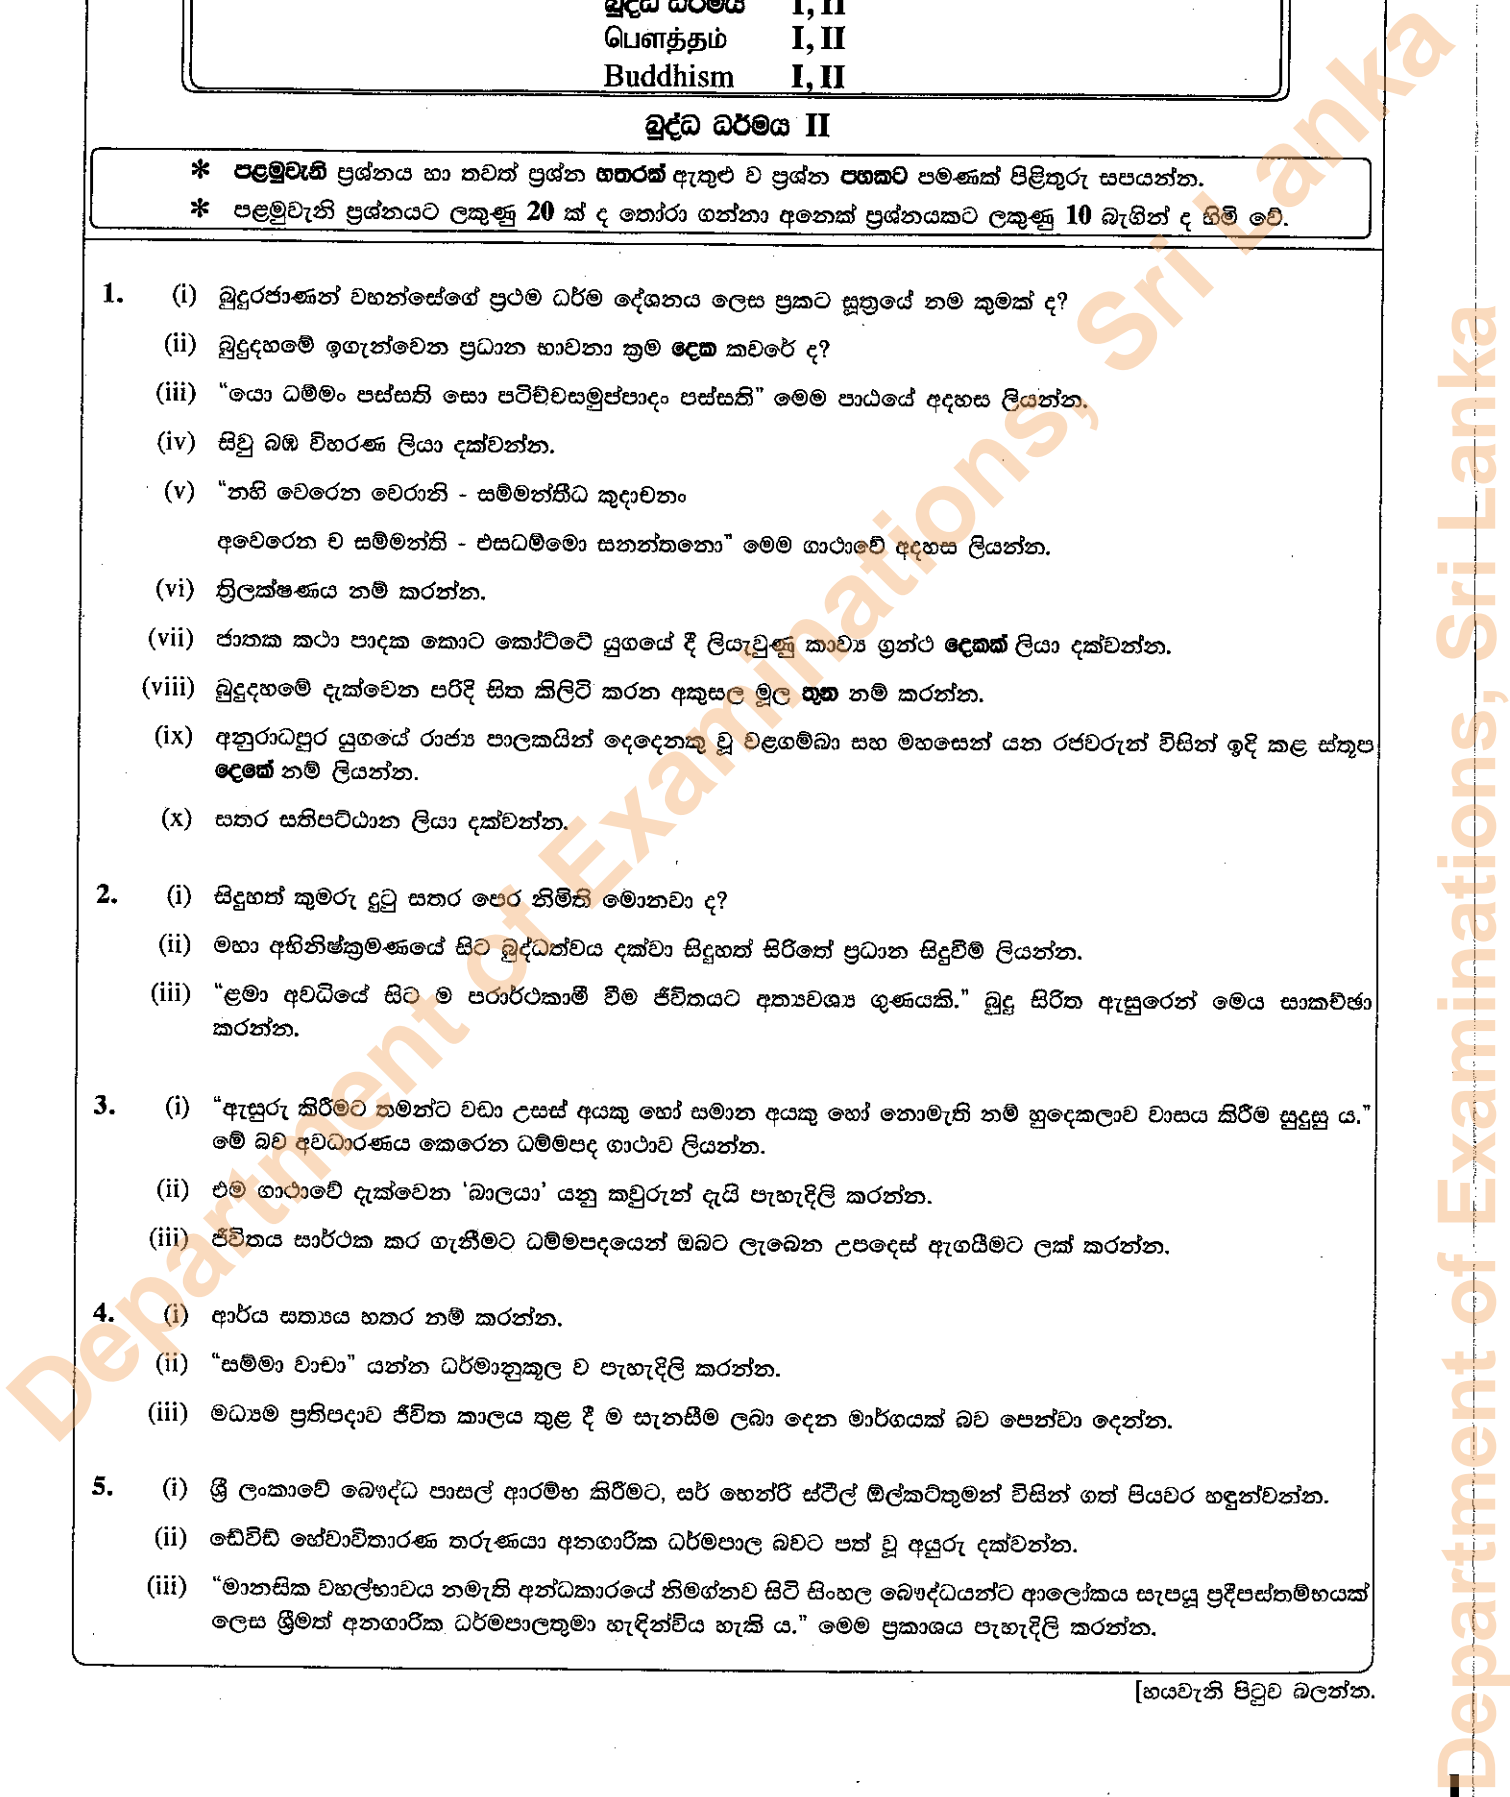 බුද්ධ ධර්මය I, II
பௌத்தம் I, II
Buddhism I, II
බුද්ධ ධර්මය II
* පළමුවැනි ප්‍රශ්නය හා තවත් ප්‍රශ්න හතරක් ඇතුළු ව ප්‍රශ්න පහකට පමණක් පිළිතුරු සපයන්න.
* පළමුවැනි ප්‍රශ්නයට ලකුණු 20 ක් ද තෝරා ගන්නා අනෙක් ප්‍රශ්නයකට ලකුණු 10 බැගින් ද හිමි වේ.
1. (i) බුදුරජාණන් වහන්සේගේ ප්‍රථම ධර්ම දේශනය ලෙස ප්‍රකට සූත්‍රයේ නම කුමක් ද?
(ii) බුදුදහමේ ඉගැන්වෙන ප්‍රධාන භාවනා ක්‍රම දෙක කවරේ ද?
(iii) “යො ධම්මං පස්සති සො පටිච්චසමුප්පාදං පස්සති” මෙම පාඨයේ අදහස ලියන්න.
(iv) සිවු බඹ විහරණ ලියා දක්වන්න.
(v) “නහි වෙරෙන වෙරානි - සම්මන්තීධ කුදාචනං
අවෙරෙන ච සම්මන්ති - එසධම්මො සනන්තනො” මෙම ගාථාවේ අදහස ලියන්න.
(vi) ත්‍රිලක්ෂණය නම් කරන්න.
(vii) ජාතක කථා පාදක කොට කෝට්ටේ යුගයේ දී ලියැවුණු කාව්‍ය ග්‍රන්ථ දෙකක් ලියා දක්වන්න.
(viii) බුදුදහමේ දැක්වෙන පරිදි සිත කිලිටි කරන අකුසල මූල තුන නම් කරන්න.
(ix) අනුරාධපුර යුගයේ රාජ්‍ය පාලකයින් දෙදෙනකු වූ වළගම්බා සහ මහසෙන් යන රජවරුන් විසින් ඉදි කළ ස්තූප
දෙකේ නම් ලියන්න.
(x) සතර සතිපට්ඨාන ලියා දක්වන්න.
2. (i) සිදුහත් කුමරු දුටු සතර පෙර නිමිති මොනවා ද?
(ii) මහා අභිනිෂ්ක්‍රමණයේ සිට බුද්ධත්වය දක්වා සිදුහත් සිරිතේ ප්‍රධාන සිදුවීම් ලියන්න.
(iii) “ළමා අවධියේ සිට ම පරාර්ථකාමී වීම ජීවිතයට අත්‍යවශ්‍ය ගුණයකි.” බුදු සිරිත ඇසුරෙන් මෙය සාකච්ඡා
කරන්න.
3. (i) “ඇසුරු කිරීමට තමන්ට වඩා උසස් අයකු හෝ සමාන අයකු හෝ නොමැති නම් හුදෙකලාව වාසය කිරීම සුදුසු ය.”
මේ බව අවධාරණය කෙරෙන ධම්මපද ගාථාව ලියන්න.
(ii) එම ගාථාවේ දැක්වෙන ‘බාලයා’ යනු කවුරුන් දැයි පැහැදිලි කරන්න.
(iii) ජීවිතය සාර්ථක කර ගැනීමට ධම්මපදයෙන් ඔබට ලැබෙන උපදෙස් ඇගයීමට ලක් කරන්න.
4. (i) ආර්ය සත්‍යය හතර නම් කරන්න.
(ii) “සම්මා වාචා” යන්න ධර්මානුකූල ව පැහැදිලි කරන්න.
(iii) මධ්‍යම ප්‍රතිපදාව ජීවිත කාලය තුළ දී ම සැනසීම ලබා දෙන මාර්ගයක් බව පෙන්වා දෙන්න.
5. (i) ශ්‍රී ලංකාවේ බෞද්ධ පාසල් ආරම්භ කිරීමට, සර් හෙන්රි ස්ටීල් ඕල්කට්තුමන් විසින් ගත් පියවර හඳුන්වන්න.
(ii) ඩේවිඩ් හේවාවිතාරණ තරුණයා අනගාරික ධර්මපාල බවට පත් වූ අයුරු දක්වන්න.
(iii) “මානසික වහල්භාවය නමැති අන්ධකාරයේ නිමග්නව සිටි සිංහල බෞද්ධයන්ට ආලෝකය සැපයූ ප්‍රදීපස්තම්භයක්
ලෙස ශ්‍රීමත් අනගාරික ධර්මපාලතුමා හැඳින්විය හැකි ය.” මෙම ප්‍රකාශය පැහැදිලි කරන්න.
[හයවැනි පිටුව බලන්න.
Department of Examinations, Sri Lanka
Department of Examinations, Sri Lanka